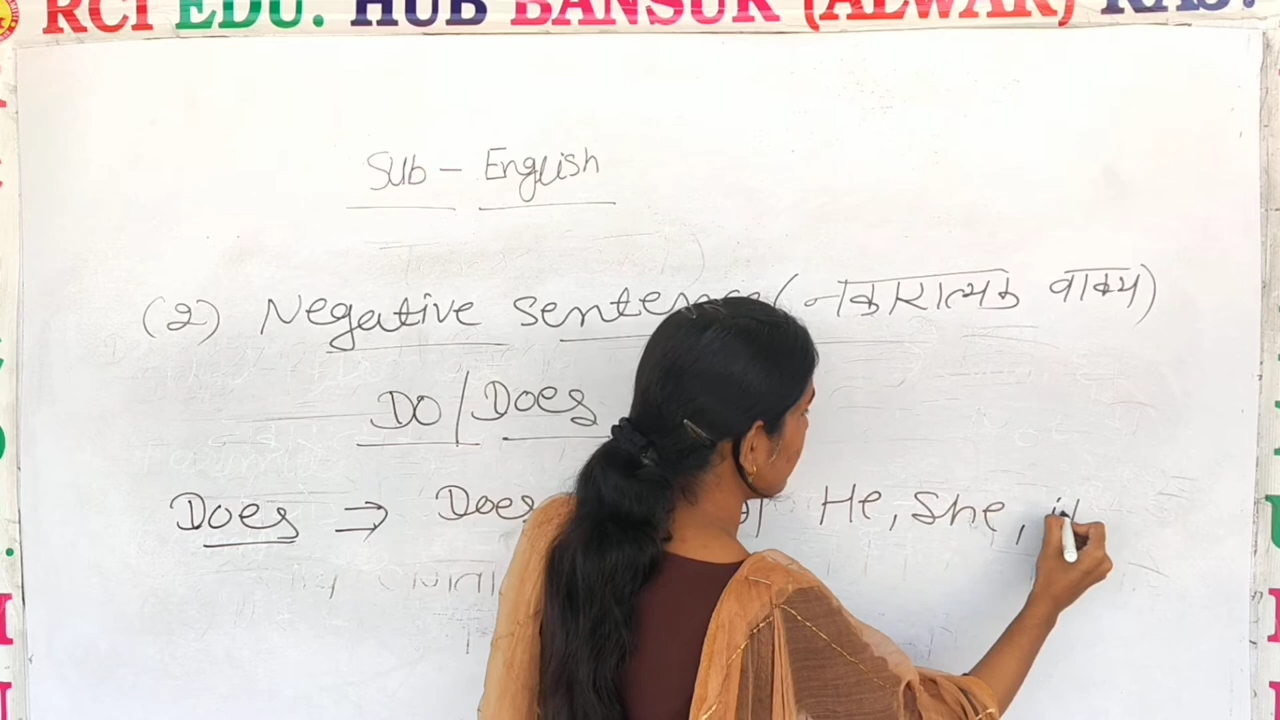 RCI EDU. HUB BANSUR (ALWAR) RAJ.
Sub - English
(2) Negative sentence (नकारात्मक वाक्य)
DO/Does
Does ⇒ Does He, She, it